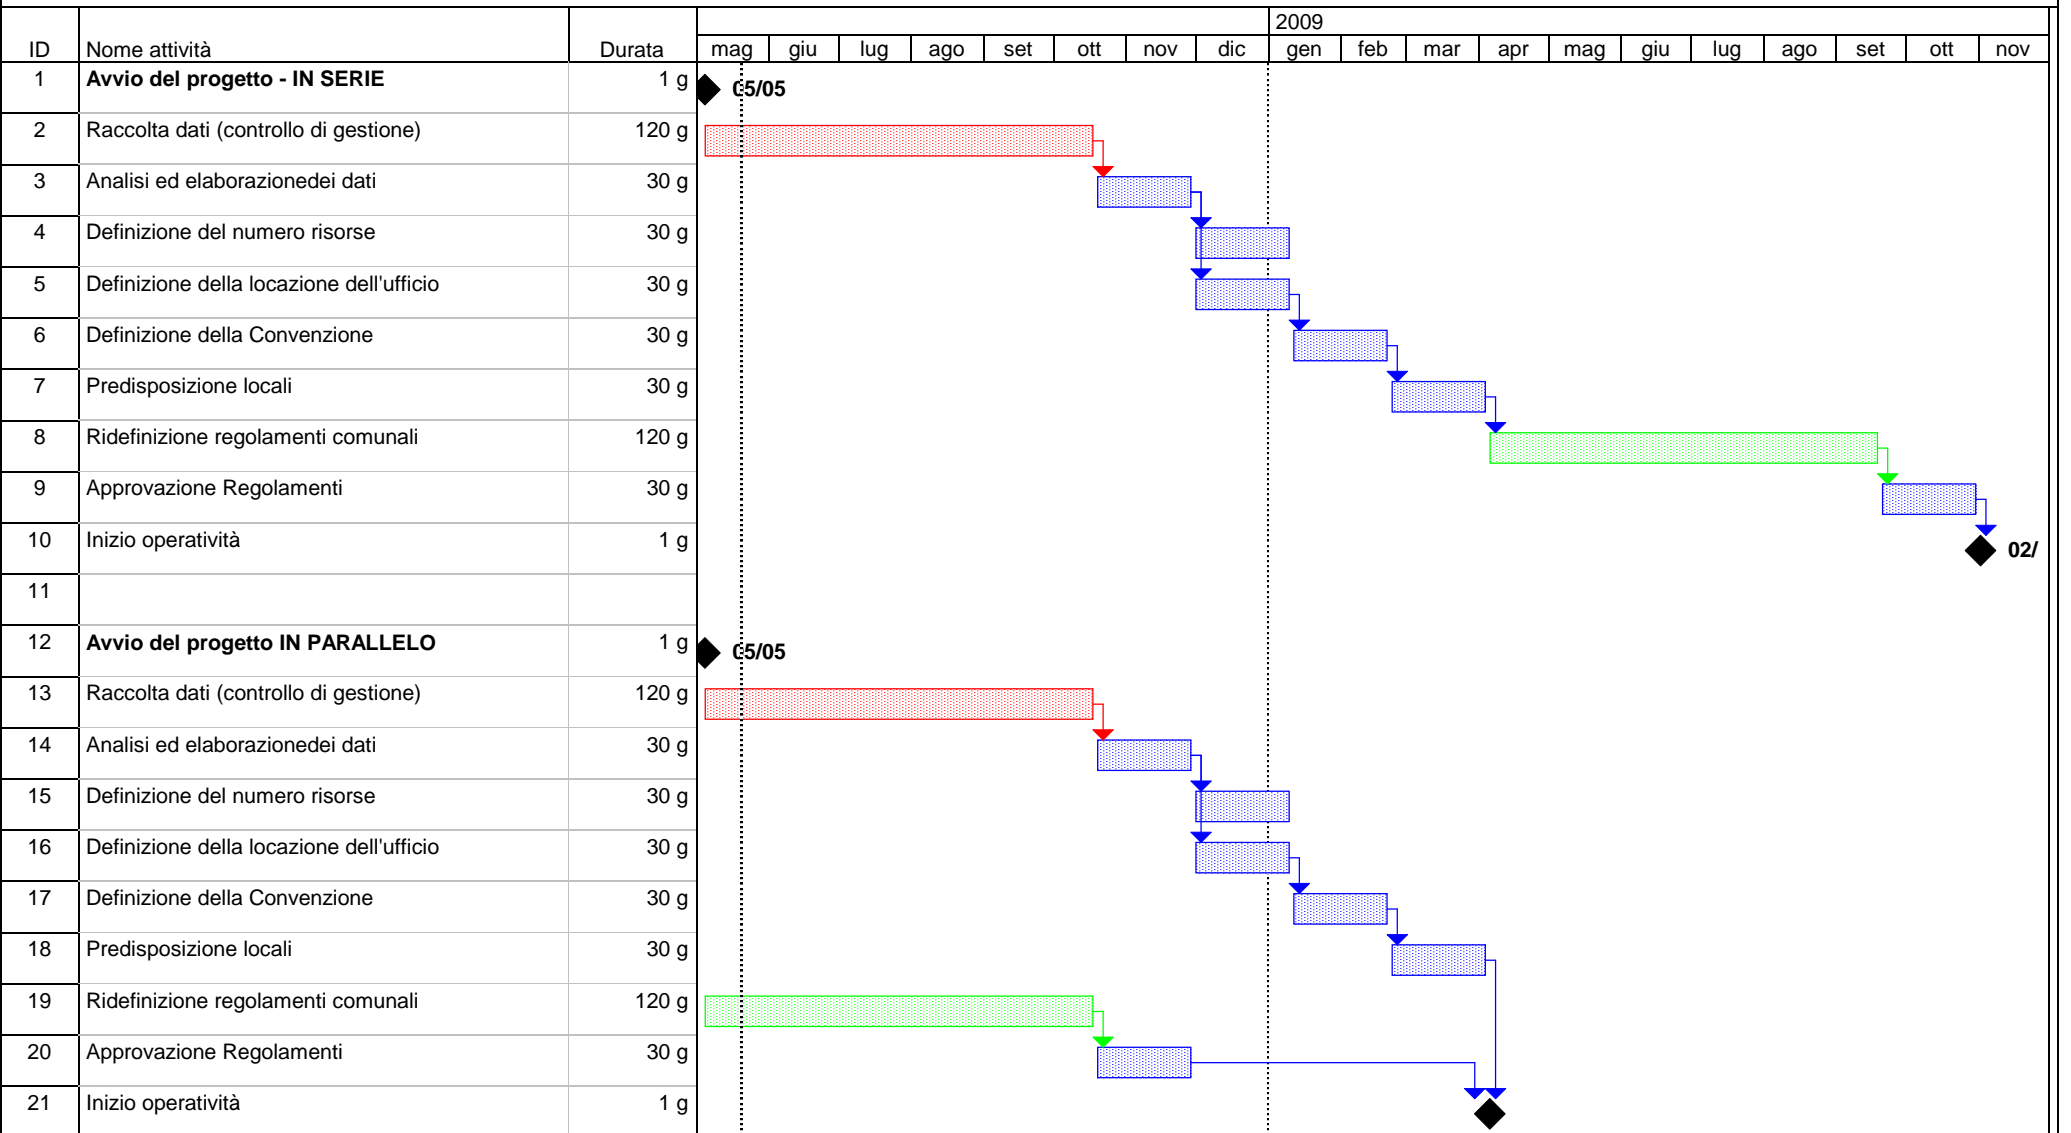 2009
ID Nome attività Durata mag giu lug ago set ott nov dic gen feb mar apr mag giu lug ago set ott nov
1 Avvio del progetto - IN SERIE 1 g 05/05
2 Raccolta dati (controllo di gestione) 120 g
3 Analisi ed elaborazionedei dati 30 g
4 Definizione del numero risorse 30 g
5 Definizione della locazione dell'ufficio 30 g
6 Definizione della Convenzione 30 g
7 Predisposizione locali 30 g
8 Ridefinizione regolamenti comunali 120 g
9 Approvazione Regolamenti 30 g
10 Inizio operatività 1 g 02/
11
12 Avvio del progetto IN PARALLELO 1 g 05/05
13 Raccolta dati (controllo di gestione) 120 g
14 Analisi ed elaborazionedei dati 30 g
15 Definizione del numero risorse 30 g
16 Definizione della locazione dell'ufficio 30 g
17 Definizione della Convenzione 30 g
18 Predisposizione locali 30 g
19 Ridefinizione regolamenti comunali 120 g
20 Approvazione Regolamenti 30 g
21 Inizio operatività 1 g